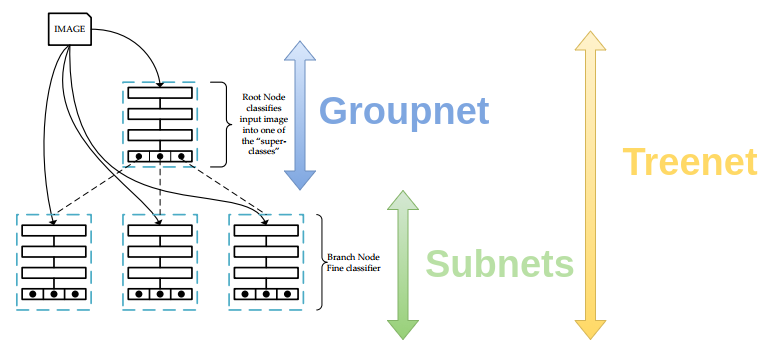 IMAGE
Root Node
classifies
input image
into one of
the “super-
classes”
Groupnet
Treenet
Branch Node
Fine classifier
Subnets